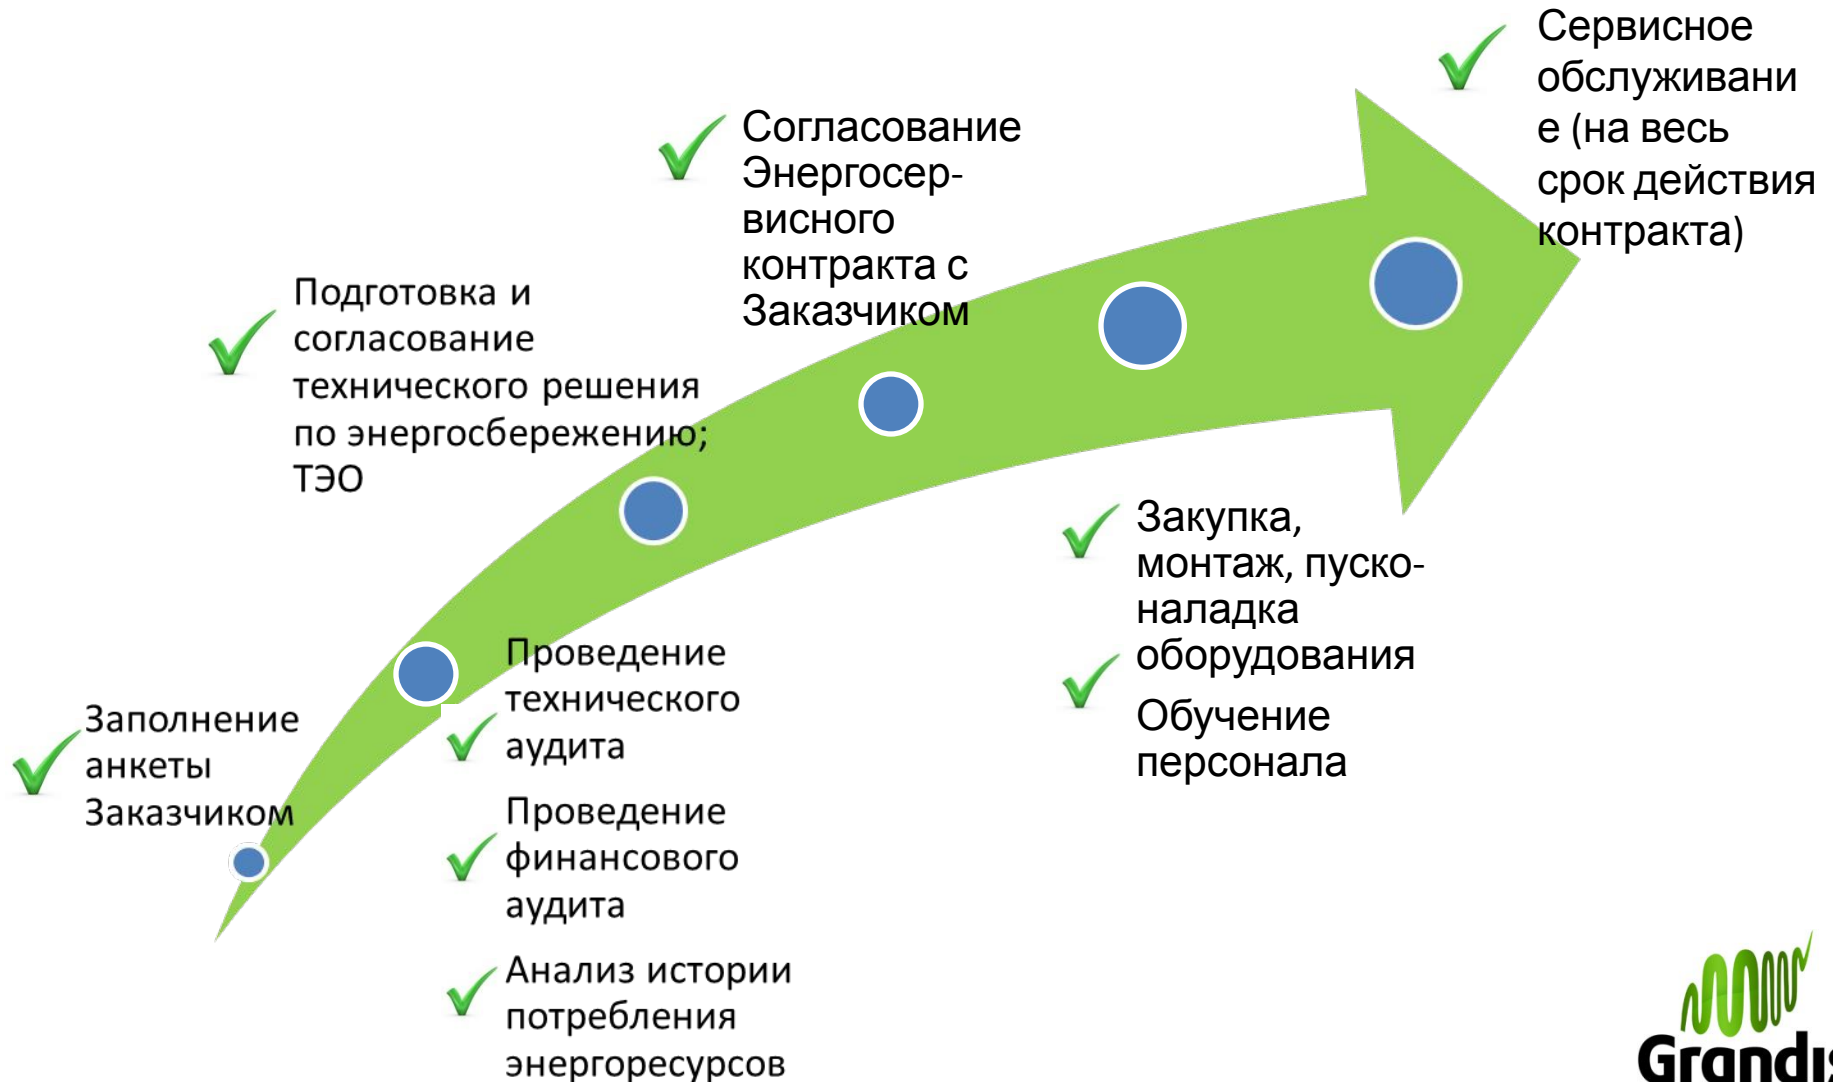 Заполнение
анкеты
Заказчиком
Проведение
технического
аудита
Проведение
финансового
аудита
Анализ истории
потребления
энергоресурсов
Подготовка и
согласование
технического решения
по энергосбережению;
ТЭО
Согласование
Энергосер-
висного
контракта с
Заказчиком
Закупка,
монтаж, пуско-
наладка
оборудования
Обучение
персонала
Сервисное
обслуживани
е (на весь
срок действия
контракта)
Grandis